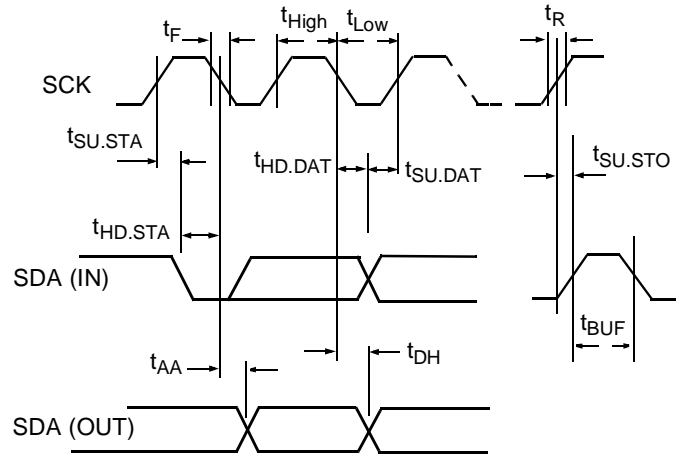 tF
tHigh
tLow
tR
SCK
tSU.STA
tHD.DAT
tSU.DAT
tSU.STO
tHD.STA
SDA (IN)
tBUF
tAA
tDH
SDA (OUT)